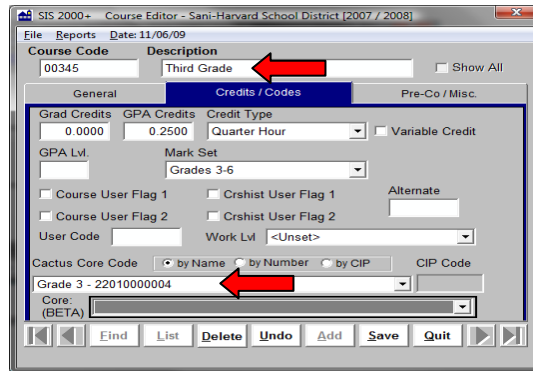 SIS 2000+ Course Editor - Sani-Harvard School District [2007 / 2008]
File Reports Date: 11/06/09
Course Code Description
00345 Third Grade Show All
General Credits / Codes Pre-Co / Misc.
Grad Credits GPA Credits Credit Type
0.0000 0.2500 Quarter Hour Variable Credit
GPA Lvl. Mark Set
Grades 3-6
Course User Flag 1 Crshist User Flag 1 Alternate
Course User Flag 2 Crshist User Flag 2
User Code Work Lvl <Unset>
Cactus Core Code by Name by Number by CIP CIP Code
Grade 3 - 22010000004
Core:
(BETA)
Find List Delete Undo Add Save Quit